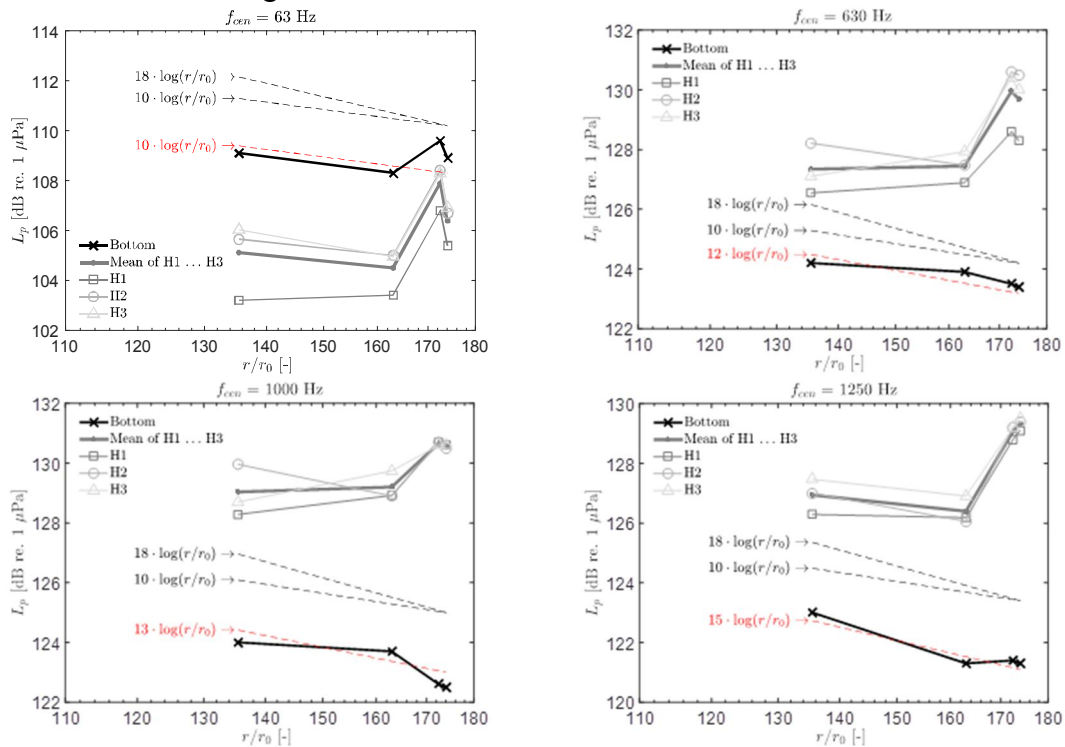 f_cen = 63 Hz
114
112
110
108
106
104
102
L_p [dB re. 1 μPa]
18 · log(r/r_0)
10 · log(r/r_0)
10 · log(r/r_0)
Bottom
Mean of H1 … H3
H1
H2
H3
110 120 130 140 150 160 170 180
r/r_0 [-]
f_cen = 630 Hz
132
130
128
126
124
122
L_p [dB re. 1 μPa]
Bottom
Mean of H1 … H3
H1
H2
H3
18 · log(r/r_0)
10 · log(r/r_0)
12 · log(r/r_0)
110 120 130 140 150 160 170 180
r/r_0 [-]
f_cen = 1000 Hz
132
130
128
126
124
122
L_p [dB re. 1 μPa]
Bottom
Mean of H1 … H3
H1
H2
H3
18 · log(r/r_0)
10 · log(r/r_0)
13 · log(r/r_0)
110 120 130 140 150 160 170 180
r/r_0 [-]
f_cen = 1250 Hz
130
128
126
124
122
120
L_p [dB re. 1 μPa]
Bottom
Mean of H1 … H3
H1
H2
H3
18 · log(r/r_0)
10 · log(r/r_0)
15 · log(r/r_0)
110 120 130 140 150 160 170 180
r/r_0 [-]